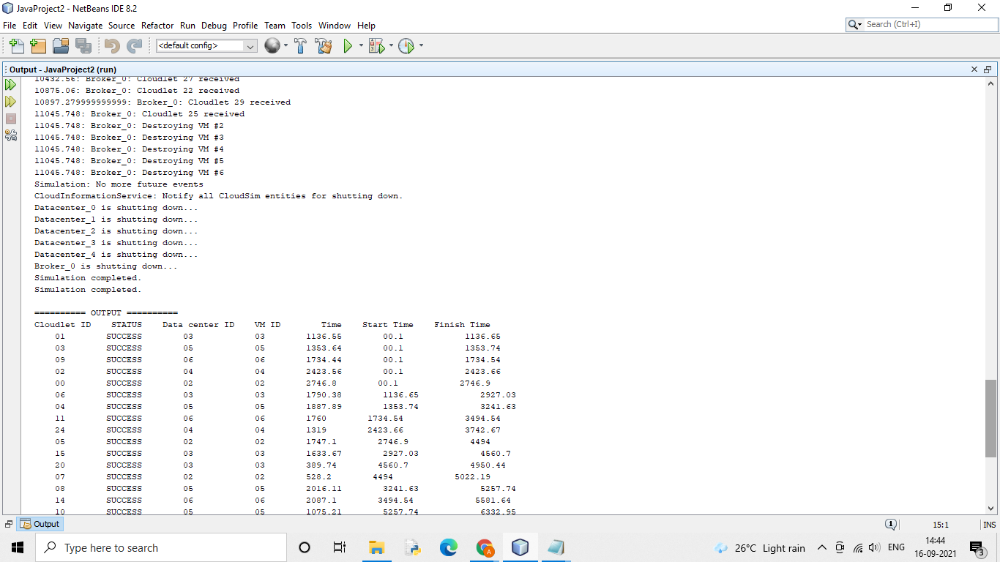 JavaProject2 - NetBeans IDE 8.2
File Edit View Navigate Source Refactor Run Debug Profile Team Tools Window Help
Search (Ctrl+I)
<default config>
Output - JavaProject2 (run)
10432.56: Broker_0: Cloudlet 27 received
10875.06: Broker_0: Cloudlet 22 received
10897.279999999999: Broker_0: Cloudlet 29 received
11045.748: Broker_0: Cloudlet 25 received
11045.748: Broker_0: Destroying VM #2
11045.748: Broker_0: Destroying VM #3
11045.748: Broker_0: Destroying VM #4
11045.748: Broker_0: Destroying VM #5
11045.748: Broker_0: Destroying VM #6
Simulation: No more future events
CloudInformationService: Notify all CloudSim entities for shutting down.
Datacenter_0 is shutting down...
Datacenter_1 is shutting down...
Datacenter_2 is shutting down...
Datacenter_3 is shutting down...
Datacenter_4 is shutting down...
Broker_0 is shutting down...
Simulation completed.
Simulation completed.
========== OUTPUT ==========
Cloudlet ID STATUS Data center ID VM ID Time Start Time Finish Time
01 SUCCESS 03 03 1136.55 00.1 1136.65
03 SUCCESS 05 05 1353.64 00.1 1353.74
09 SUCCESS 06 06 1734.44 00.1 1734.54
02 SUCCESS 04 04 2423.56 00.1 2423.66
00 SUCCESS 02 02 2746.8 00.1 2746.9
06 SUCCESS 03 03 1790.38 1136.65 2927.03
04 SUCCESS 05 05 1887.89 1353.74 3241.63
11 SUCCESS 06 06 1760 1734.54 3494.54
24 SUCCESS 04 04 1319 2423.66 3742.67
05 SUCCESS 02 02 1747.1 2746.9 4494
15 SUCCESS 03 03 1633.67 2927.03 4560.7
20 SUCCESS 03 03 389.74 4560.7 4950.44
07 SUCCESS 02 02 528.2 4494 5022.19
08 SUCCESS 05 05 2016.11 3241.63 5257.74
14 SUCCESS 06 06 2087.1 3494.54 5581.64
10 SUCCESS 05 05 1075.21 5257.74 6332.95
Output
1
15:1
INS
Type here to search
26°C Light rain
ENG
14:44
16-09-2021
3